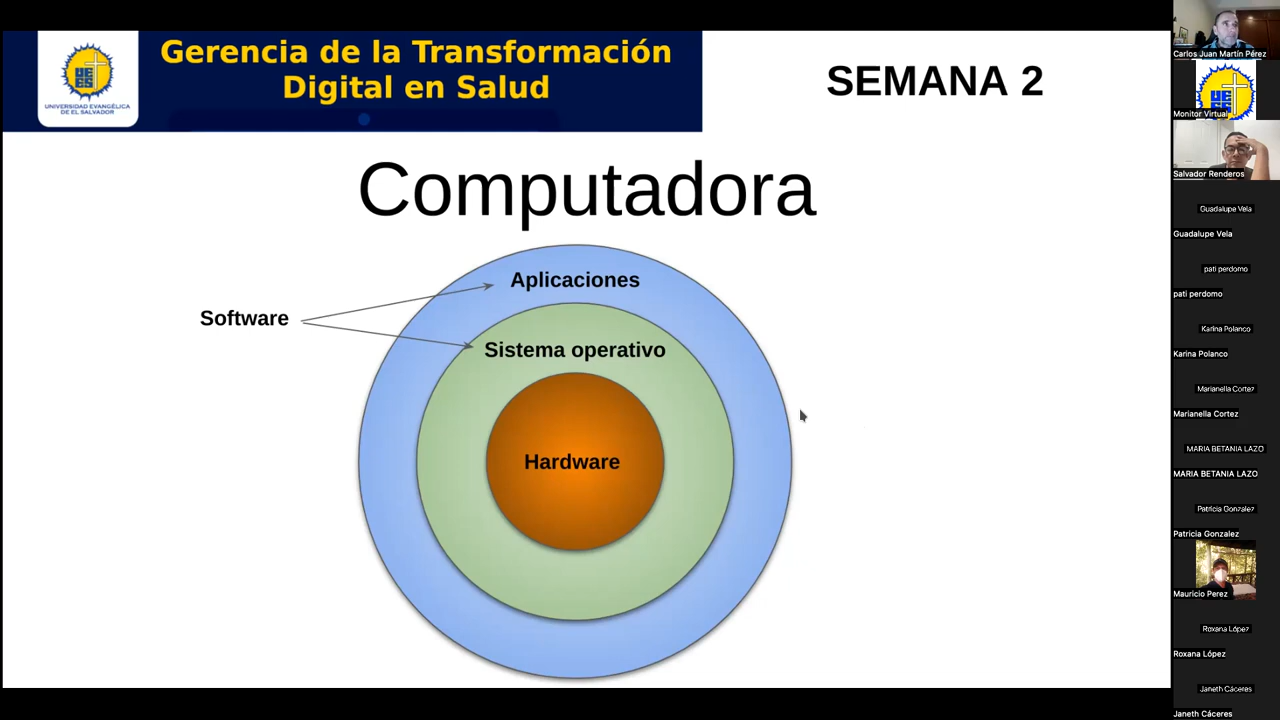 Gerencia de la Transformación
Digital en Salud
UNIVERSIDAD EVANGÉLICA
DE EL SALVADOR
SEMANA 2
Computadora
Aplicaciones
Software
Sistema operativo
Hardware
Carlos Juan Martín Pérez
Monitor Virtual
Salvador Renderos
Guadalupe Vela
Guadalupe Vela
pati perdomo
pati perdomo
Karina Polanco
Karina Polanco
Marianella Cortez
Marianella Cortez
MARIA BETANIA LAZO
MARIA BETANIA LAZO
Patricia Gonzalez
Patricia Gonzalez
Mauricio Perez
Roxana López
Roxana López
Janeth Cáceres
Janeth Cáceres